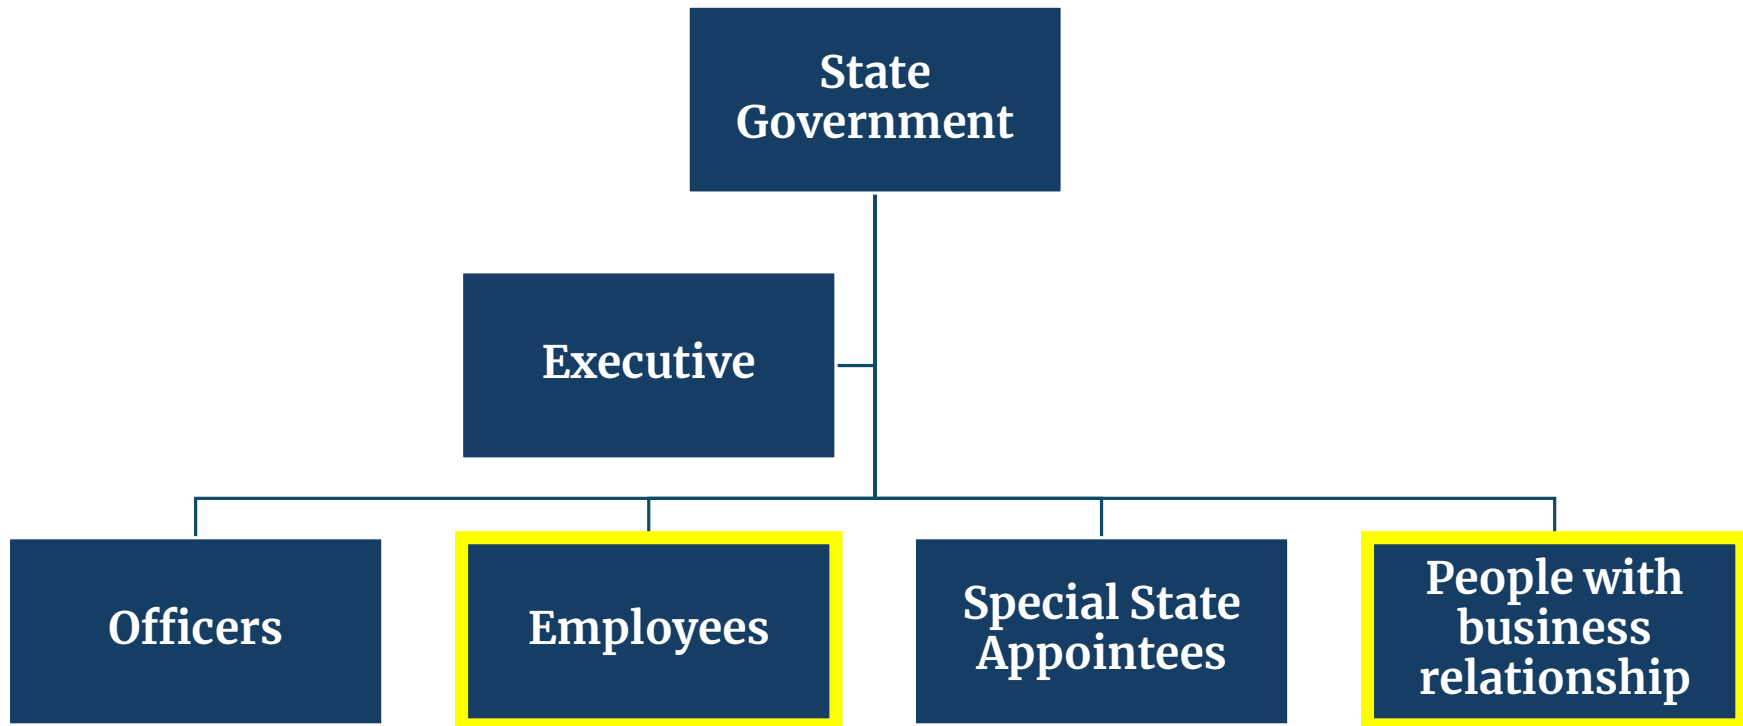 State
Government
Executive
Officers
Employees
Special State
Appointees
People with
business
relationship